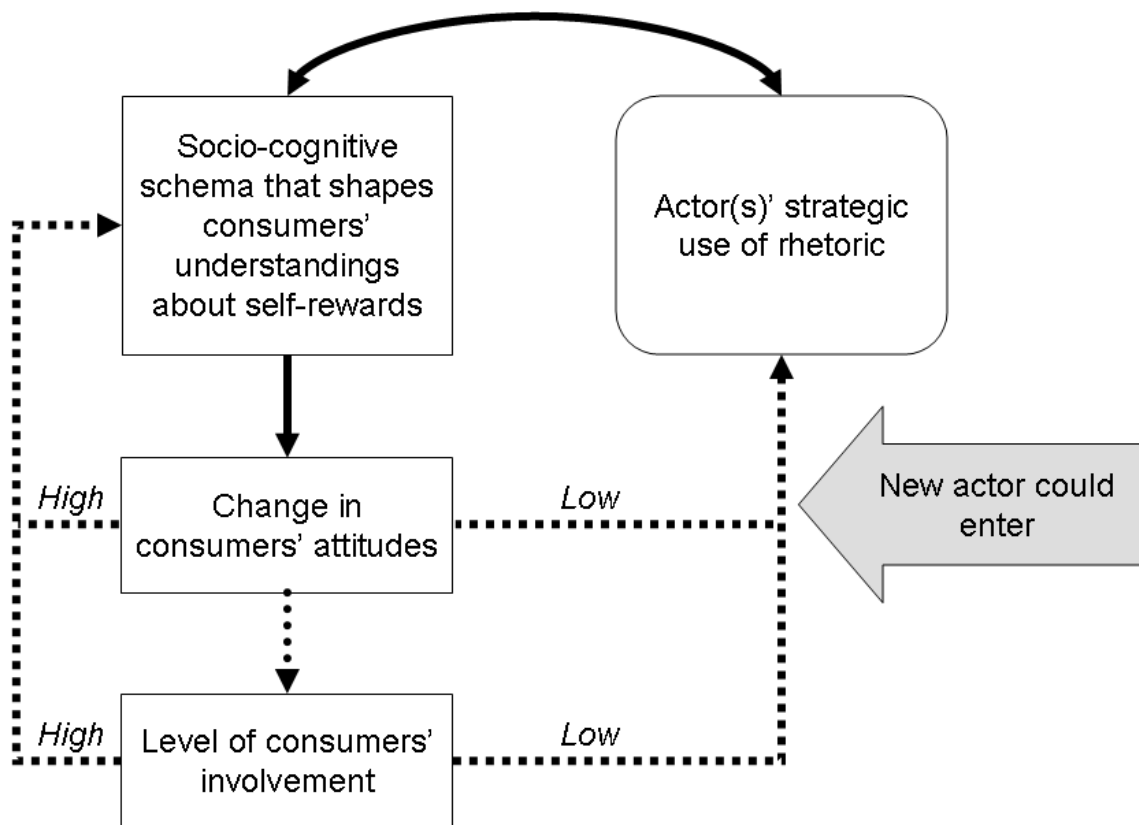 Socio-cognitive
schema that shapes
consumers’
understandings
about self-rewards
Actor(s)’ strategic
use of rhetoric
High
Change in
consumers’ attitudes
Low
New actor could
enter
High
Level of consumers’
involvement
Low